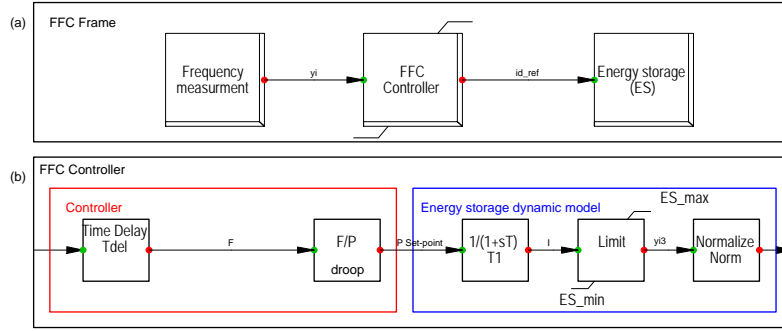 (a)
FFC Frame
Frequency
measurment
yi
FFC
Controller
id_ref
Energy storage
(ES)
(b)
FFC Controller
Controller
Time Delay
Tdel
F
F/P
droop
P Set-point
Energy storage dynamic model
1/(1+sT)
T1
I
ES_max
Limit
ES_min
yi3
Normalize
Norm